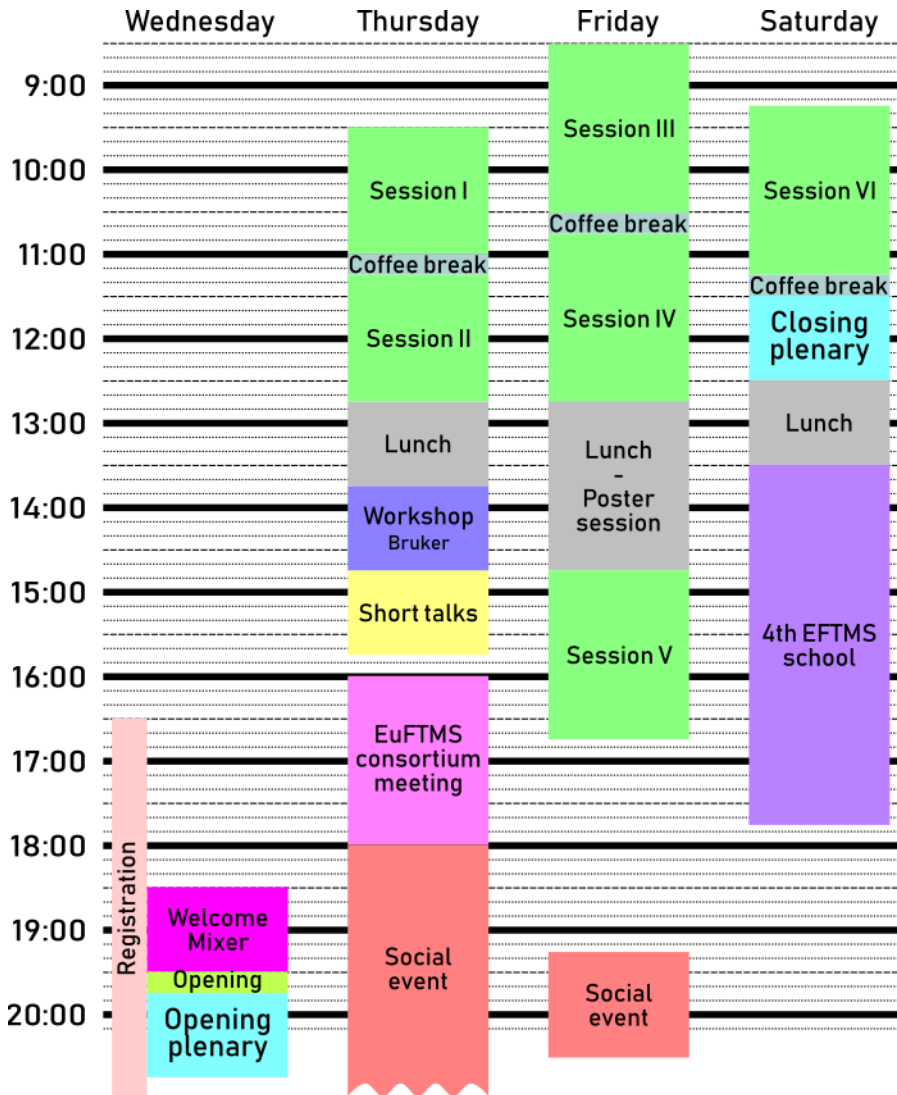 Wednesday
Thursday
Friday
Saturday
9:00
10:00
11:00
12:00
13:00
14:00
15:00
16:00
17:00
18:00
19:00
20:00
Registration
Welcome
Mixer
Opening
Opening
plenary
Session I
Coffee break
Session II
Lunch
Workshop
Bruker
Short talks
EuFTMS
consortium
meeting
Social
event
Session III
Coffee break
Session IV
Lunch
-
Poster
session
Session V
Social
event
Session VI
Coffee break
Closing
plenary
Lunch
4th EFTMS
school